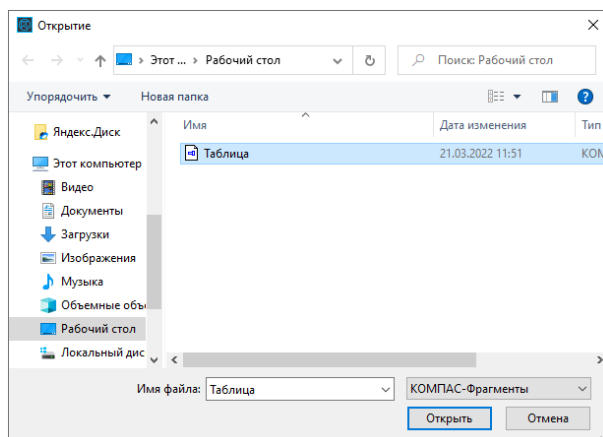 Открытие
Этот ... Рабочий стол
Поиск: Рабочий стол
Упорядочить
Новая папка
Имя
Дата изменения
Тип
Яндекс.Диск
Таблица
21.03.2022 11:51
КОМ
Этот компьютер
Видео
Документы
Загрузки
Изображения
Музыка
Объемные объ
Рабочий стол
Локальный дис
Имя файла:
Таблица
КОМПАС-Фрагменты
Открыть
Отмена